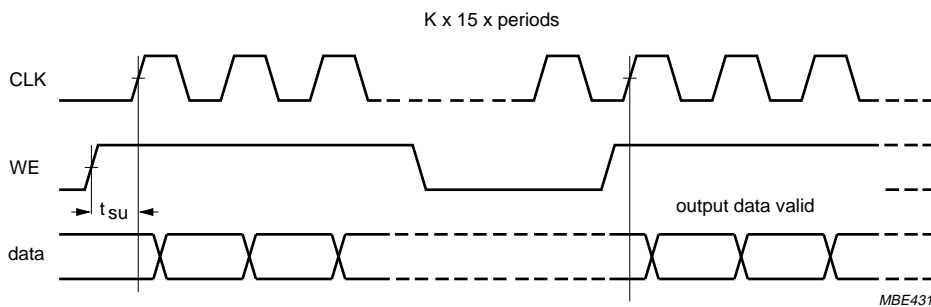 K x 15 x periods
CLK
WE
t su
output data valid
data
MBE431